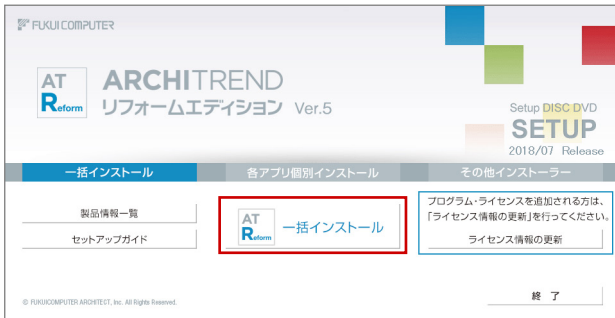 FUKUI COMPUTER
AT
Reform
ARCHITREND
リフォームエディション Ver.5
Setup DISC DVD
SETUP
2018/07 Release
一括インストール
各アプリ個別インストール
その他インストーラー
製品情報一覧
セットアップガイド
AT
Reform
一括インストール
プログラム・ライセンスを追加される方は、
「ライセンス情報の更新」を行ってください。
ライセンス情報の更新
© FUKUICOMPUTER ARCHITECT, Inc. All Rights Reserved.
終 了